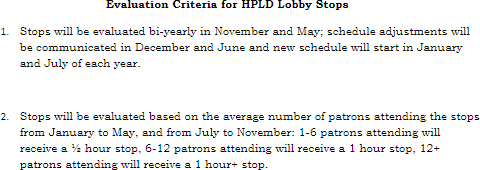 Evaluation Criteria for HPLD Lobby Stops
1. Stops will be evaluated bi-yearly in November and May; schedule adjustments will
be communicated in December and June and new schedule will start in January
and July of each year.
2. Stops will be evaluated based on the average number of patrons attending the stops
from January to May, and from July to November: 1-6 patrons attending will
receive a ½ hour stop, 6-12 patrons attending will receive a 1 hour stop, 12+
patrons attending will receive a 1 hour+ stop.